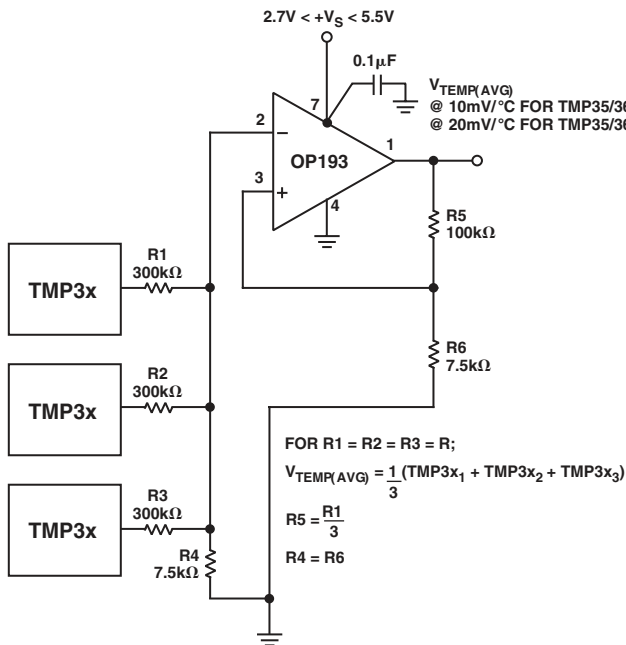 2.7V < +VS < 5.5V
0.1μF
VTEMP(AVG)
@ 10mV/°C FOR TMP35/36
@ 20mV/°C FOR TMP35/36
7
2
−
OP193
1
3
+
4
R5
100kΩ
R1
300kΩ
TMP3x
R6
7.5kΩ
R2
300kΩ
TMP3x
FOR R1 = R2 = R3 = R;
VTEMP(AVG) = 1/3 (TMP3x1 + TMP3x2 + TMP3x3)
R3
300kΩ
TMP3x
R5 = R1/3
R4
7.5kΩ
R4 = R6